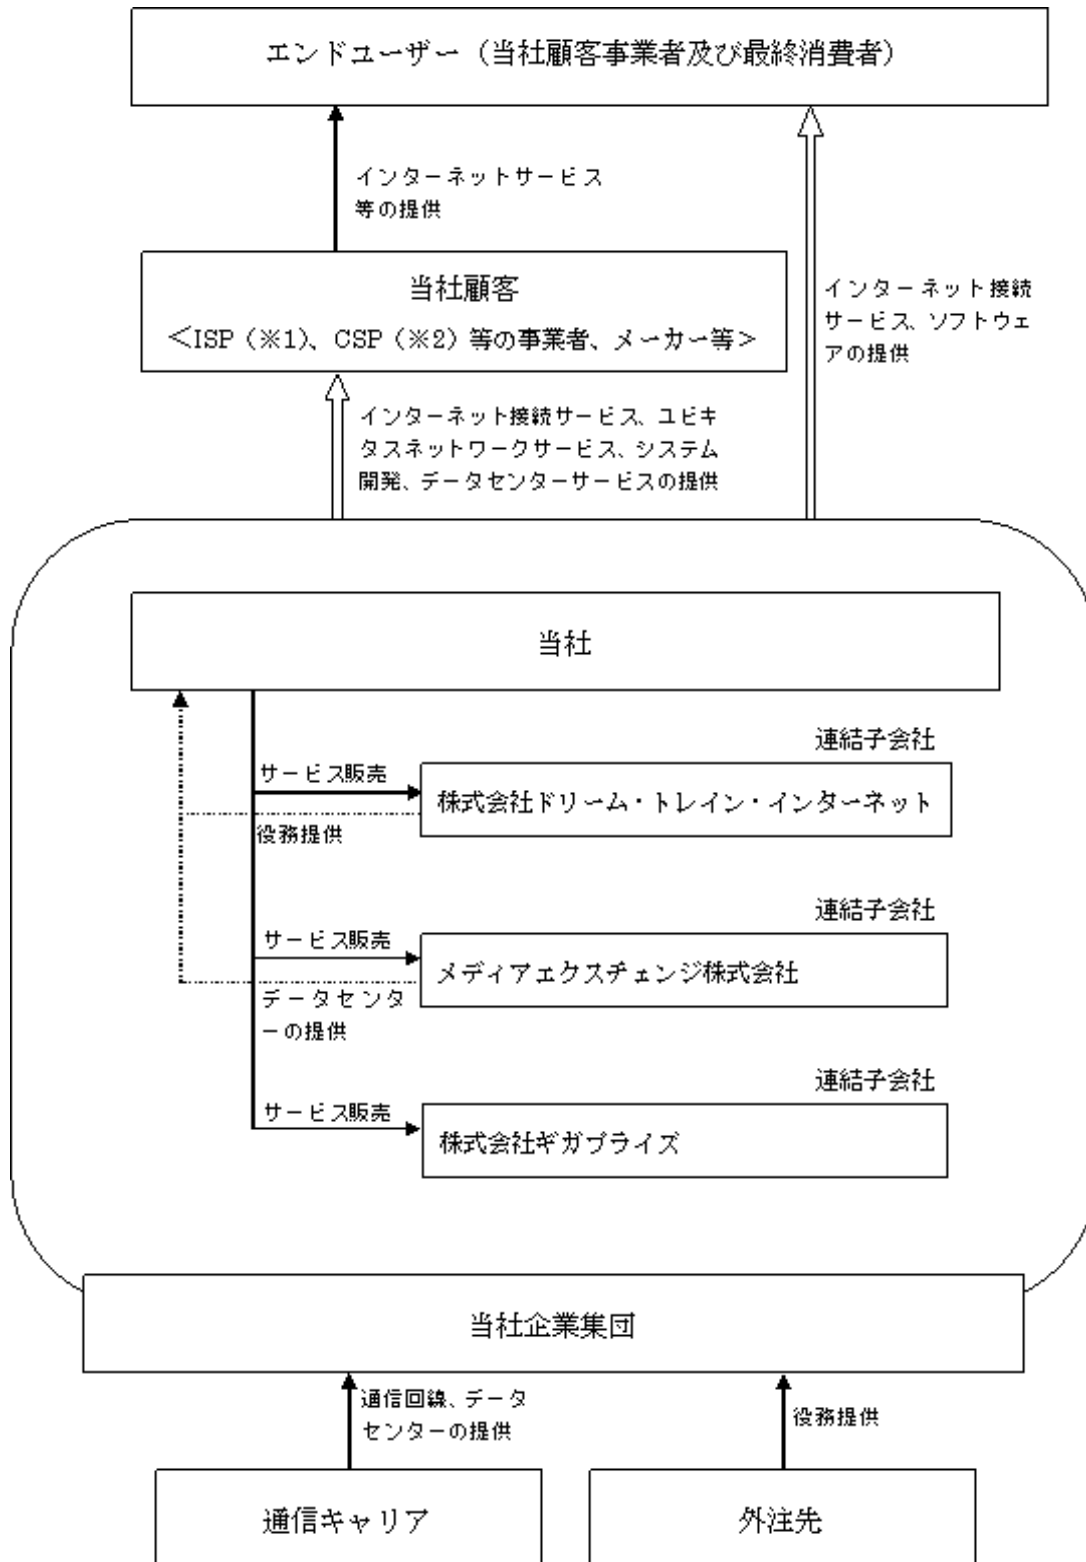 エンドユーザー（当社顧客事業者及び最終消費者）
インターネットサービス
等の提供
当社顧客
＜ISP（※1）、CSP（※2）等の事業者、メーカー等＞
インターネット接続
サービス、ソフトウェ
アの提供
インターネット接続サービス、ユビキ
タスネットワークサービス、システム
開発、データセンターサービスの提供
当社
連結子会社
サービス販売
株式会社ドリーム・トレイン・インターネット
役務提供
連結子会社
サービス販売
メディアエクスチェンジ株式会社
データセンタ
ーの提供
連結子会社
サービス販売
株式会社ギガプライズ
当社企業集団
通信回線、データ
センターの提供
役務提供
通信キャリア
外注先